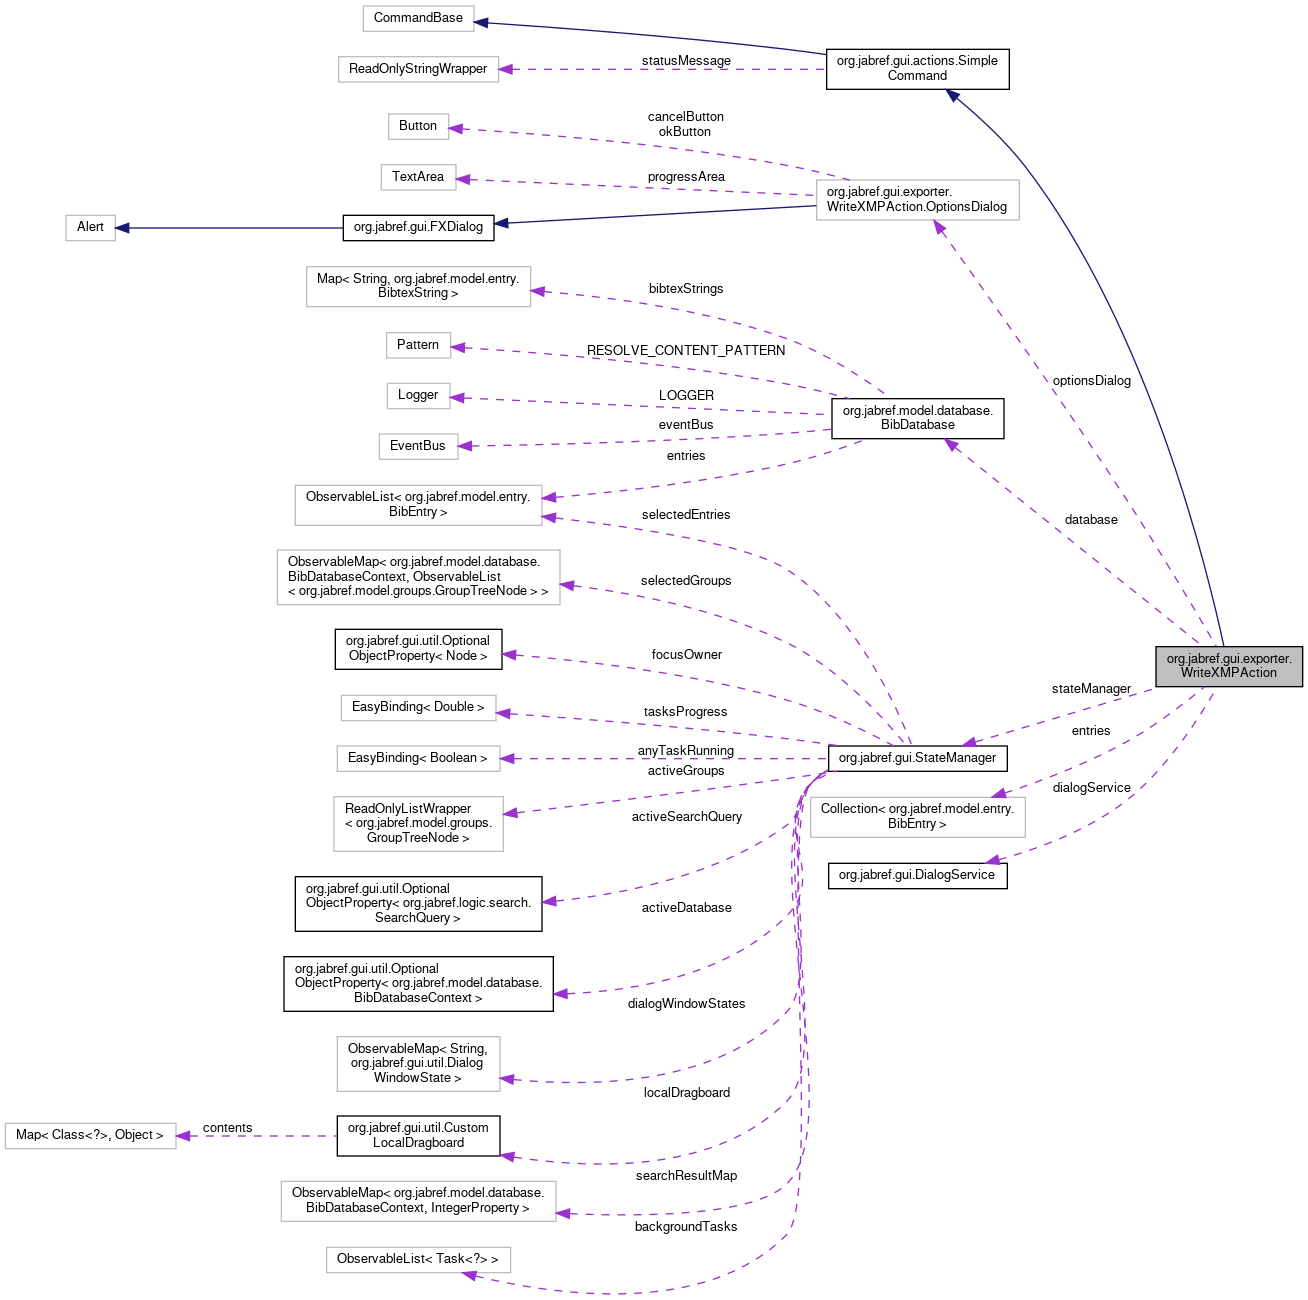 CommandBase
org.jabref.gui.actions.Simple
Command
statusMessage
ReadOnlyStringWrapper
cancelButton
okButton
Button
TextArea
progressArea
org.jabref.gui.exporter.
WriteXMPAction.OptionsDialog
Alert
org.jabref.gui.FXDialog
Map< String, org.jabref.model.entry.
BibtexString >
bibtexStrings
Pattern
RESOLVE_CONTENT_PATTERN
optionsDialog
Logger
LOGGER
org.jabref.model.database.
BibDatabase
EventBus
eventBus
entries
ObservableList< org.jabref.model.entry.
BibEntry >
selectedEntries
database
ObservableMap< org.jabref.model.database.
BibDatabaseContext, ObservableList
< org.jabref.model.groups.GroupTreeNode > >
selectedGroups
org.jabref.gui.util.Optional
ObjectProperty< Node >
focusOwner
org.jabref.gui.exporter.
WriteXMPAction
stateManager
EasyBinding< Double >
tasksProgress
entries
EasyBinding< Boolean >
anyTaskRunning
org.jabref.gui.StateManager
activeGroups
dialogService
ReadOnlyListWrapper
< org.jabref.model.groups.
GroupTreeNode >
activeSearchQuery
Collection< org.jabref.model.entry.
BibEntry >
org.jabref.gui.DialogService
org.jabref.gui.util.Optional
ObjectProperty< org.jabref.logic.search.
SearchQuery >
activeDatabase
org.jabref.gui.util.Optional
ObjectProperty< org.jabref.model.database.
BibDatabaseContext >
dialogWindowStates
ObservableMap< String,
org.jabref.gui.util.Dialog
WindowState >
localDragboard
Map< Class<?>, Object >
contents
org.jabref.gui.util.Custom
LocalDragboard
searchResultMap
ObservableMap< org.jabref.model.database.
BibDatabaseContext, IntegerProperty >
backgroundTasks
ObservableList< Task<?> >